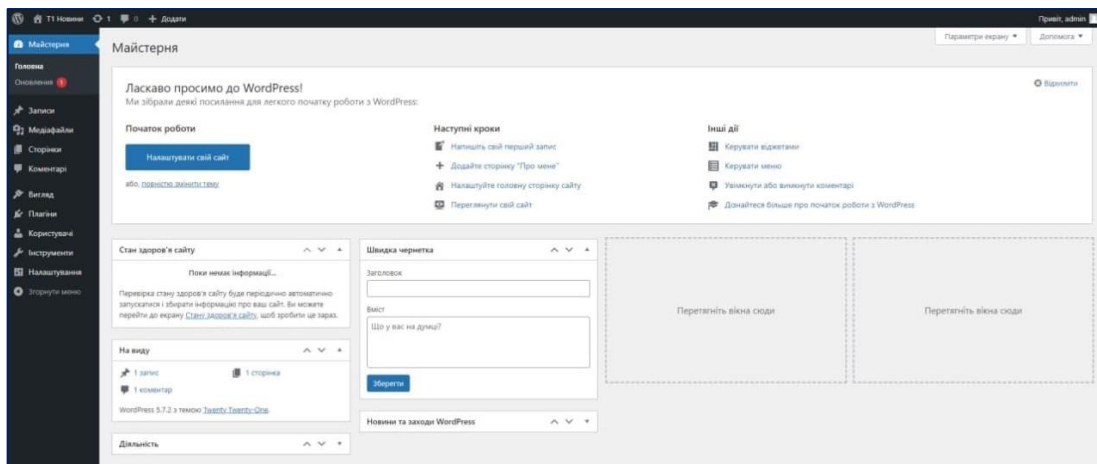 Т1 Новини 1 0 + Додати
Привіт, admin
Майстерня
Головна
Оновлення 1
Записи
Медіафайли
Сторінки
Коментарі
Вигляд
Плагіни
Користувачі
Інструменти
Налаштування
Згорнути меню
Параметри екрану
Допомога
Майстерня
Ласкаво просимо до WordPress!
Ми зібрали деякі посилання для легкого початку роботи з WordPress:
Відхилити
Початок роботи
Налаштувати свій сайт
або, повністю змінити тему
Наступні кроки
Напишіть свій перший запис
Додайте сторінку "Про мене"
Налаштуйте головну сторінку сайту
Переглянути свій сайт
Інші дії
Керувати віджетами
Керувати меню
Увімкнути або вимкнути коментарі
Дізнайтеся більше про початок роботи з WordPress
Стан здоров'я сайту
Поки немає інформації...
Перевірка стану здоров'я сайту буде періодично автоматично
запускатися і збирати інформацію про ваш сайт. Ви можете
перейти до екрану Стану здоров'я сайту, щоб зробити це зараз.
На виду
1 запис
1 сторінка
1 коментар
WordPress 5.7.2 з темою Twenty Twenty-One.
Діяльність
Швидка чернетка
Заголовок
Вміст
Що у вас на думці?
Зберегти
Новини та заходи WordPress
Перетягніть вікна сюди
Перетягніть вікна сюди